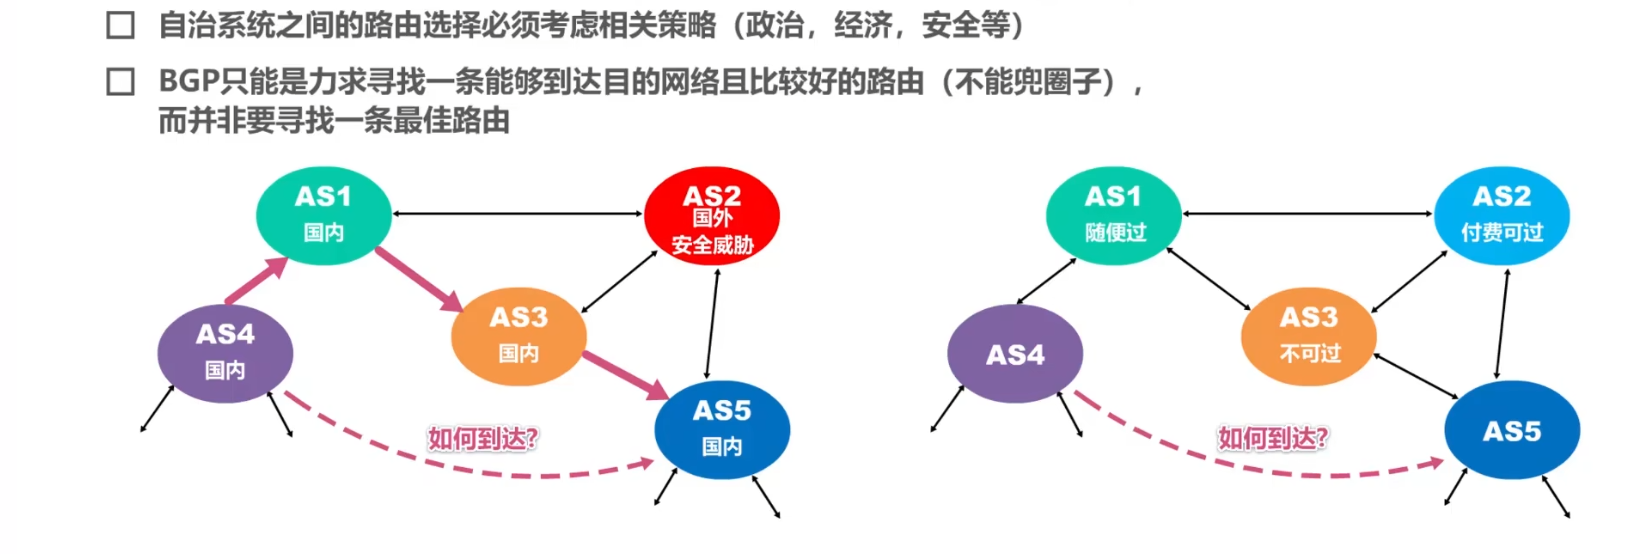 自治系统之间的路由选择必须考虑相关策略（政治，经济，安全等）
BGP只能是力求寻找一条能够到达目的网络且比较好的路由（不能兜圈子），
而并非要寻找一条最佳路由
AS1
国内
AS2
国外
安全威胁
AS3
国内
AS4
国内
AS5
国内
如何到达?
AS1
随便过
AS2
付费可过
AS3
不可过
AS4
AS5
如何到达?